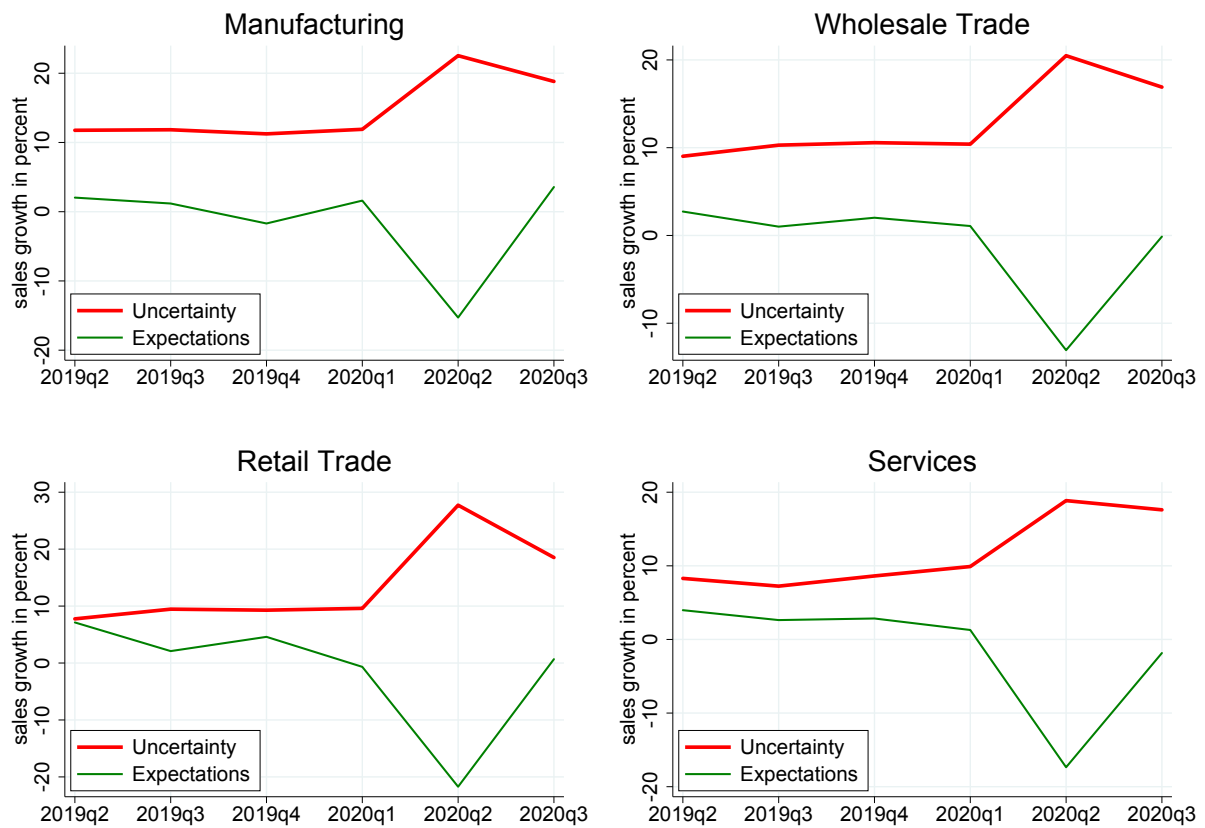 Manufacturing
sales growth in percent
20
10
0
-10
-20
Uncertainty
Expectations
2019q2 2019q3 2019q4 2020q1 2020q2 2020q3
Wholesale Trade
sales growth in percent
20
10
0
-10
Uncertainty
Expectations
2019q2 2019q3 2019q4 2020q1 2020q2 2020q3
Retail Trade
sales growth in percent
30
20
10
0
-10
-20
Uncertainty
Expectations
2019q2 2019q3 2019q4 2020q1 2020q2 2020q3
Services
sales growth in percent
20
10
0
-10
-20
Uncertainty
Expectations
2019q2 2019q3 2019q4 2020q1 2020q2 2020q3